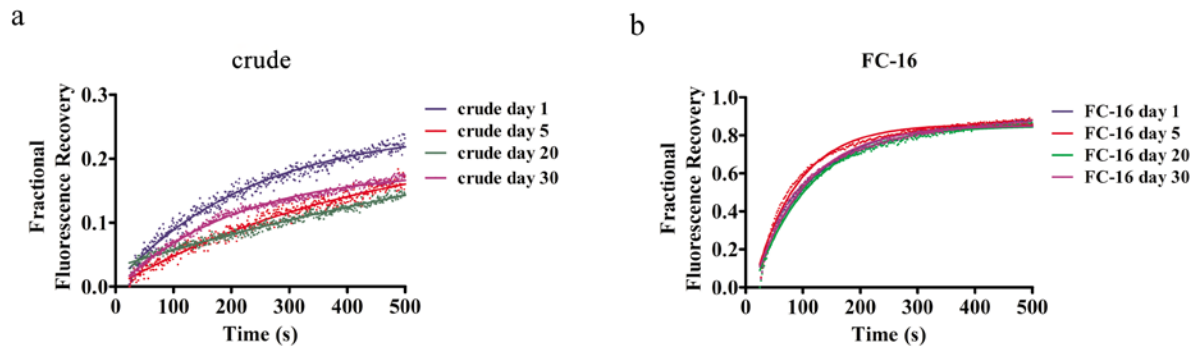 a
crude
Fractional
Fluorescence Recovery
0.3
0.2
0.1
0.0
0 100 200 300 400 500
Time (s)
crude day 1
crude day 5
crude day 20
crude day 30
b
FC-16
Fractional
Fluorescence Recovery
1.0
0.8
0.6
0.4
0.2
0.0
0 100 200 300 400 500
Time (s)
FC-16 day 1
FC-16 day 5
FC-16 day 20
FC-16 day 30